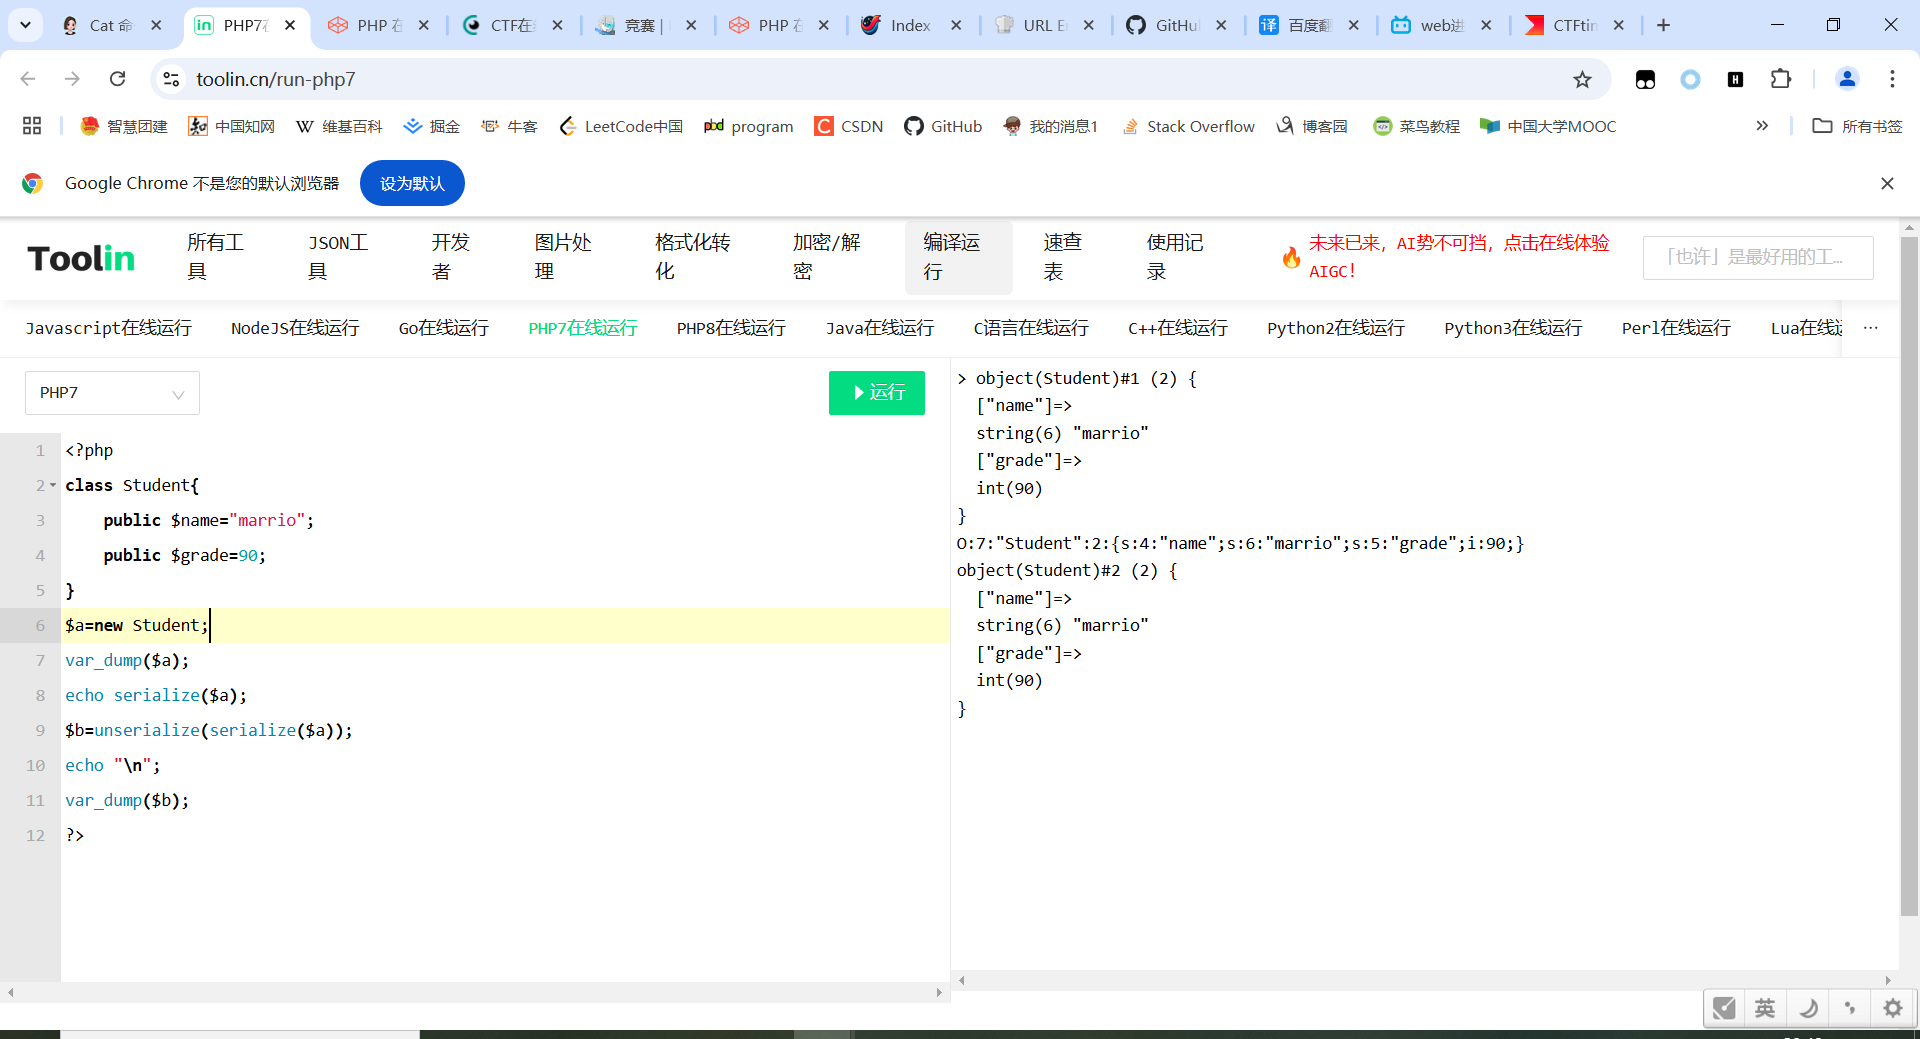 Cat 命
PHP7在
PHP 在
CTF在
竞赛 |
PHP 在
Index
URL E
GitHu
百度翻
web进
CTFtin
toolin.cn/run-php7
智慧团建
中国知网
维基百科
掘金
牛客
LeetCode中国
program
CSDN
GitHub
我的消息1
Stack Overflow
博客园
菜鸟教程
中国大学MOOC
所有书签
Google Chrome 不是您的默认浏览器
设为默认
Toolin
所有工具
JSON工具
开发者
图片处理
格式化转化
加密/解密
编译运行
速查表
使用记录
未来已来，AI势不可挡，点击在线体验
AIGC！
「也许」是最好用的工...
Javascript在线运行
NodeJS在线运行
Go在线运行
PHP7在线运行
PHP8在线运行
Java在线运行
C语言在线运行
C++在线运行
Python2在线运行
Python3在线运行
Perl在线运行
Lua在线运
···
PHP7
运行
1 <?php
2 class Student{
3     public $name="marrio";
4     public $grade=90;
5 }
6 $a=new Student;
7 var_dump($a);
8 echo serialize($a);
9 $b=unserialize(serialize($a));
10 echo "\n";
11 var_dump($b);
12 ?>
> object(Student)#1 (2) {
  ["name"]=>
  string(6) "marrio"
  ["grade"]=>
  int(90)
}
O:7:"Student":2:{s:4:"name";s:6:"marrio";s:5:"grade";i:90;}
object(Student)#2 (2) {
  ["name"]=>
  string(6) "marrio"
  ["grade"]=>
  int(90)
}
英